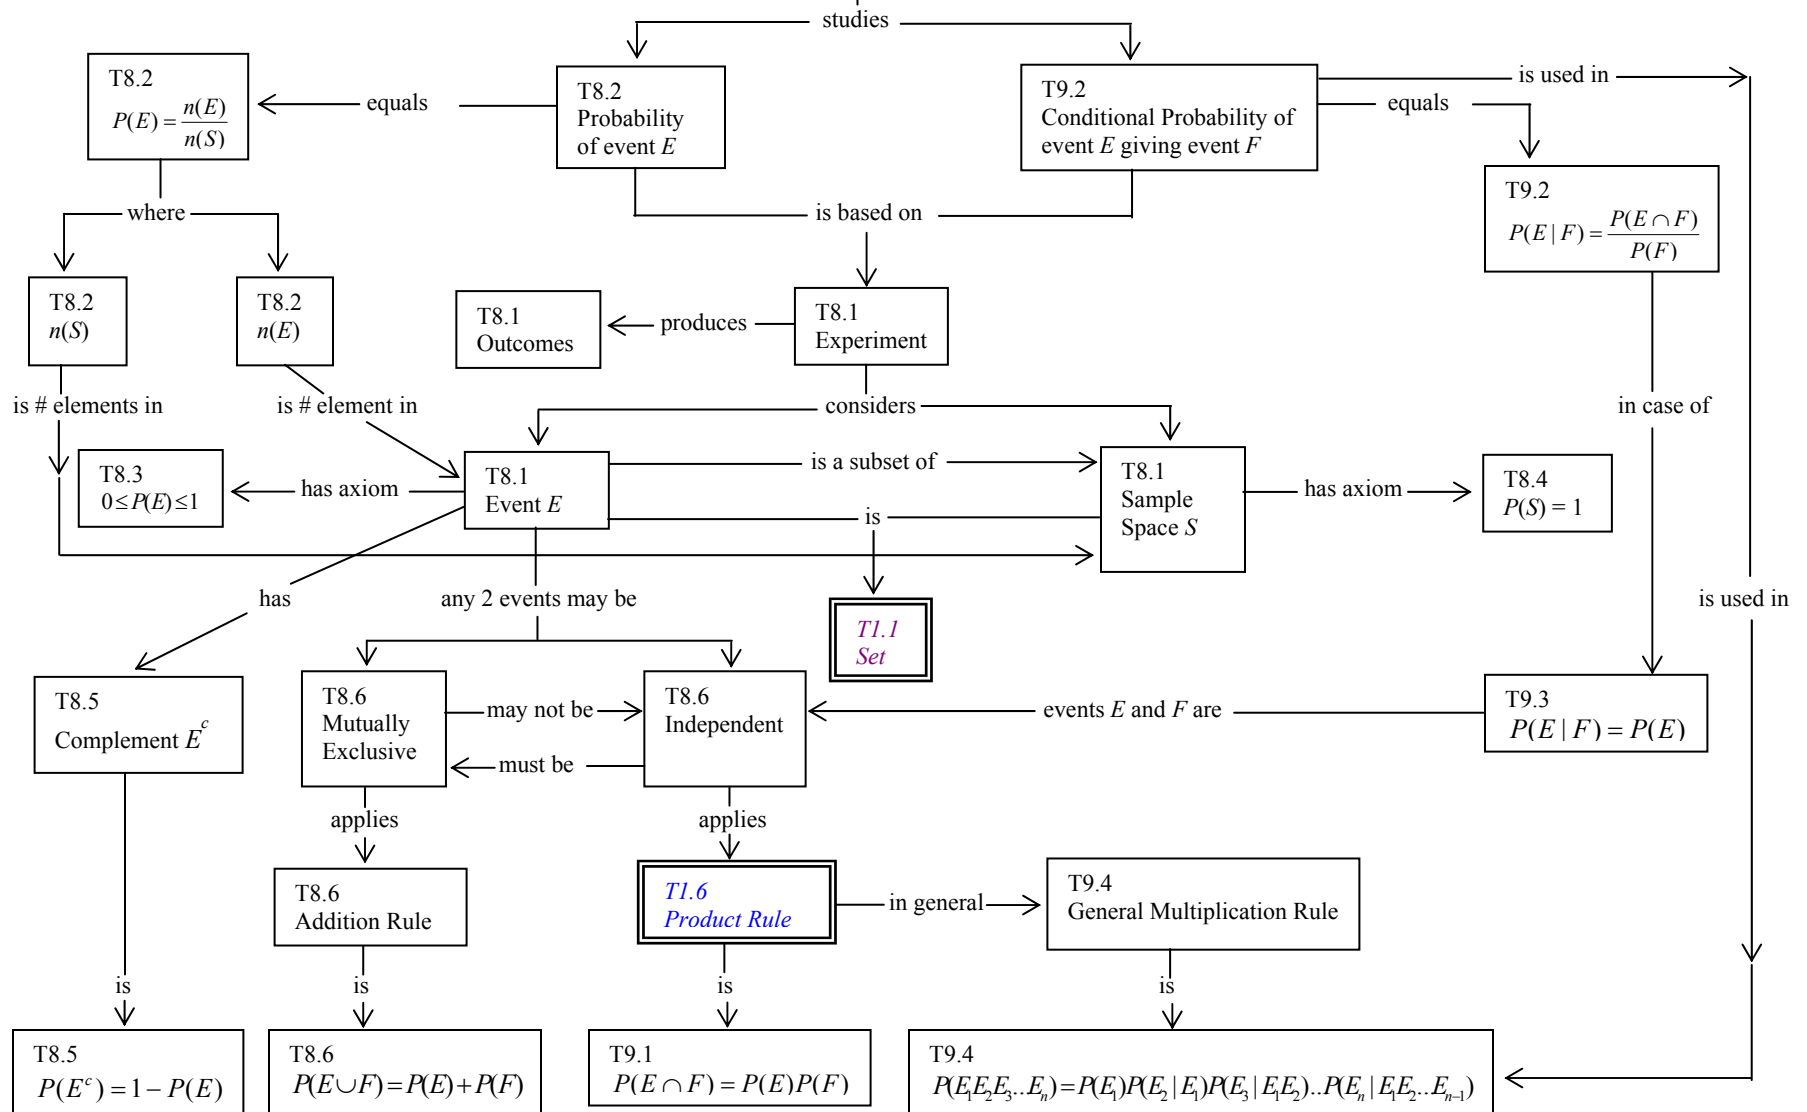 studies
T8.2
P(E) = n(E)/n(S)
equals
T8.2
Probability
of event E
T9.2
Conditional Probability of
event E giving event F
is used in
equals
T9.2
P(E | F) = P(E ∩ F)/P(F)
where
is based on
T8.2
n(S)
T8.2
n(E)
T8.1
Outcomes
produces
T8.1
Experiment
is # elements in
is # element in
considers
in case of
T8.3
0 ≤ P(E) ≤ 1
has axiom
T8.1
Event E
is a subset of
is
T8.1
Sample
Space S
has axiom
T8.4
P(S) = 1
has
any 2 events may be
T1.1
Set
is used in
T8.5
Complement E^c
T8.6
Mutually
Exclusive
may not be
must be
T8.6
Independent
events E and F are
T9.3
P(E | F) = P(E)
applies
applies
T8.6
Addition Rule
T1.6
Product Rule
in general
T9.4
General Multiplication Rule
is
is
is
is
T8.5
P(E^c) = 1 − P(E)
T8.6
P(E∪F) = P(E) + P(F)
T9.1
P(E ∩ F) = P(E)P(F)
T9.4
P(E₁E₂E₃..Eₙ) = P(E₁)P(E₂ | E₁)P(E₃ | E₁E₂)..P(Eₙ | E₁E₂...Eₙ₋₁)